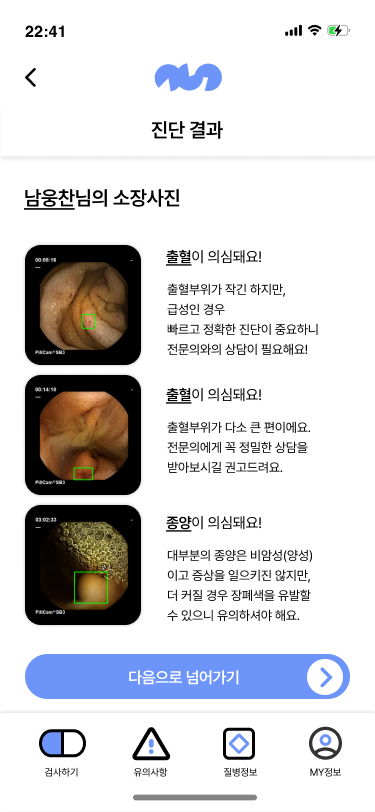 22:41
진단 결과
남웅찬님의 소장사진
00:06:16
PillCam®SB3
출혈이 의심돼요!
출혈부위가 작긴 하지만,
급성인 경우
빠르고 정확한 진단이 중요하니
전문의와의 상담이 필요해요!
00:14:18
PillCam®SB3
출혈이 의심돼요!
출혈부위가 다소 큰 편이에요.
전문의에게 꼭 정밀한 상담을
받아보시길 권고드려요.
03:02:33
PillCam®SB3
종양이 의심돼요!
대부분의 종양은 비암성(양성)
이고 증상을 일으키진 않지만,
더 커질 경우 장폐색을 유발할
수 있으니 유의하셔야 해요.
다음으로 넘어가기
검사하기
유의사항
질병정보
MY정보